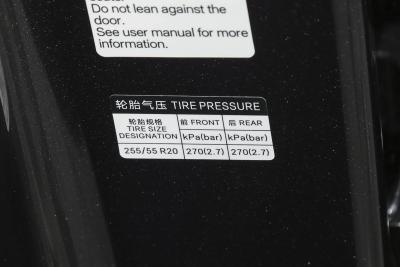 Do not lean against the
door.
See user manual for more
information.
轮胎气压 TIRE PRESSURE
轮胎规格
TIRE SIZE
DESIGNATION
前 FRONT
后 REAR
kPa(bar)
kPa(bar)
255/55 R20
270(2.7)
270(2.7)